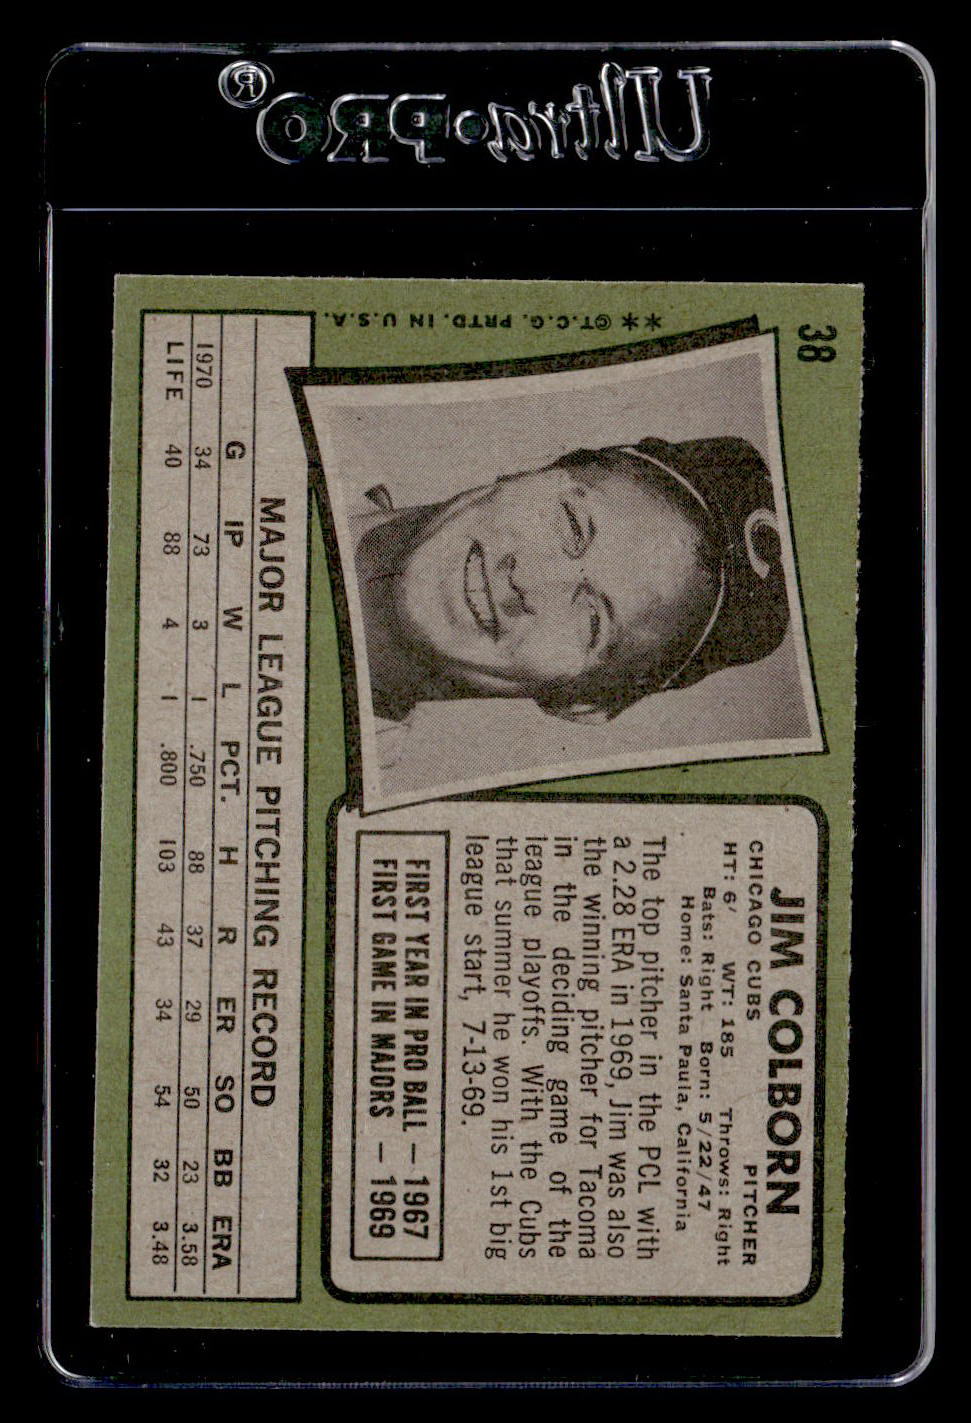 Ultra•PRO®
38
**©T.C.G. PRTD. IN U.S.A.
JIM COLBORN
CHICAGO CUBS PITCHER
HT: 6' WT: 185 Throws: Right
Bats: Right Born: 5/22/47
Home: Santa Paula, California
The top pitcher in the PCL with
a 2.28 ERA in 1969, Jim was also
the winning pitcher for Tacoma
in the deciding game of the
league playoffs. With the Cubs
that summer he won his 1st big
league start, 7-13-69.
FIRST YEAR IN PRO BALL — 1967
FIRST GAME IN MAJORS — 1969
MAJOR LEAGUE PITCHING RECORD
G IP W L PCT. H R ER SO BB ERA
1970 34 73 3 1 .750 88 37 29 50 23 3.58
LIFE 40 88 4 1 .800 103 43 34 54 32 3.48